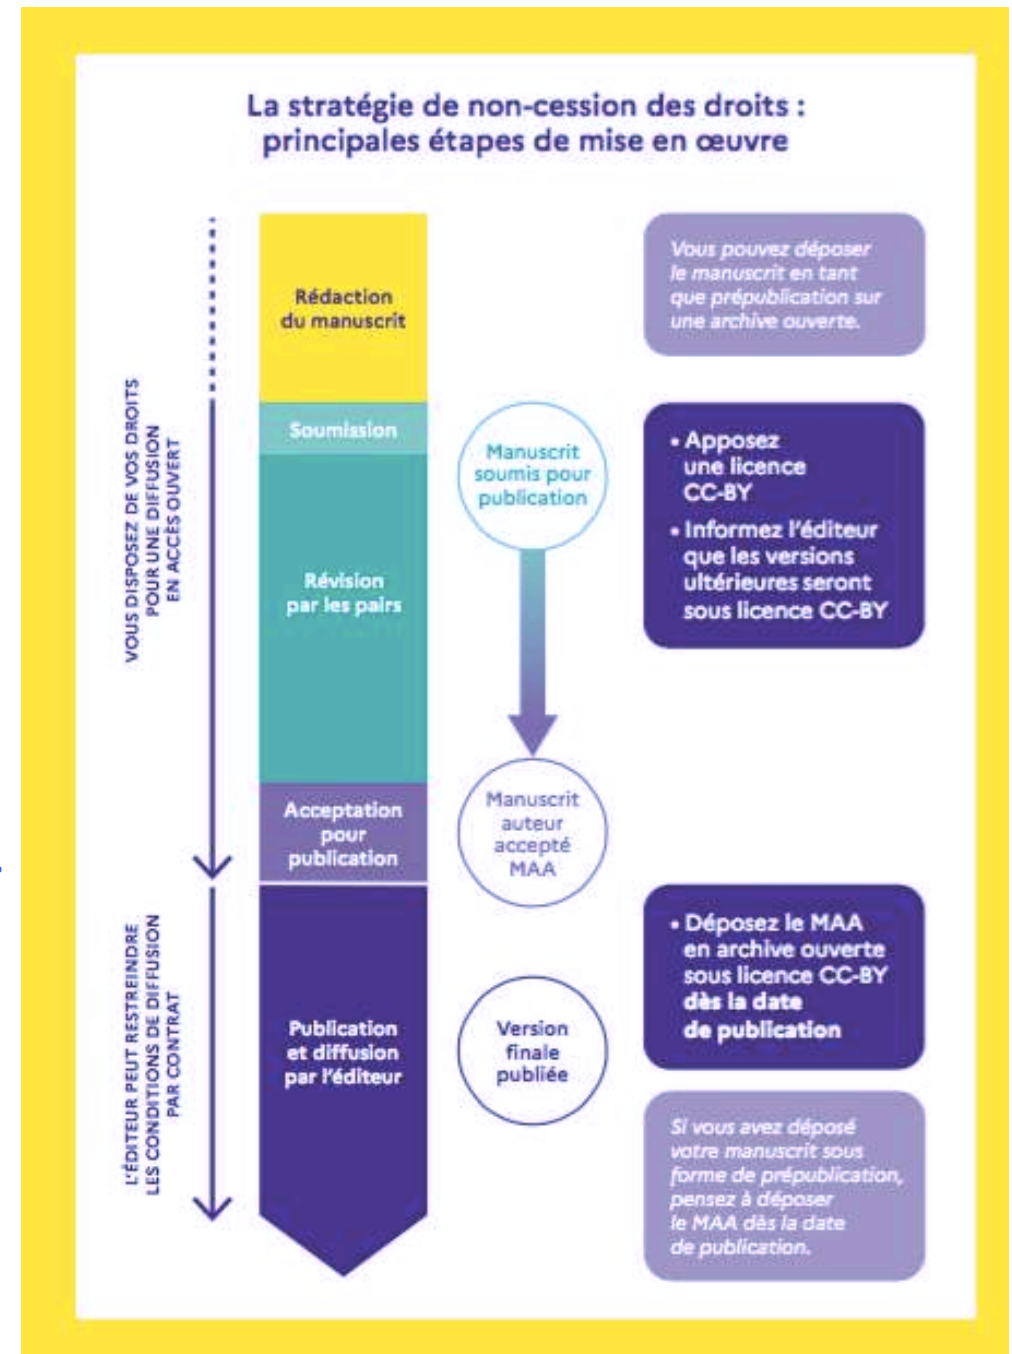 La stratégie de non-cession des droits :
principales étapes de mise en œuvre
VOUS DISPOSEZ DE VOS DROITS
POUR UNE DIFFUSION
EN ACCÈS OUVERT
Rédaction
du manuscrit
Vous pouvez déposer
le manuscrit en tant
que prépublication sur
une archive ouverte.
Soumission
Manuscrit
soumis pour
publication
• Apposez
une licence
CC-BY
• Informez l'éditeur
que les versions
ultérieures seront
sous licence CC-BY
Révision
par les pairs
Acceptation
pour
publication
Manuscrit
auteur
accepté
MAA
L'ÉDITEUR PEUT RESTREINDRE
LES CONDITIONS DE DIFFUSION
PAR CONTRAT
Publication
et diffusion
par l'éditeur
Version
finale
publiée
• Déposez le MAA
en archive ouverte
sous licence CC-BY
dès la date
de publication
Si vous avez déposé
votre manuscrit sous
forme de prépublication,
pensez à déposer
le MAA dès la date
de publication.